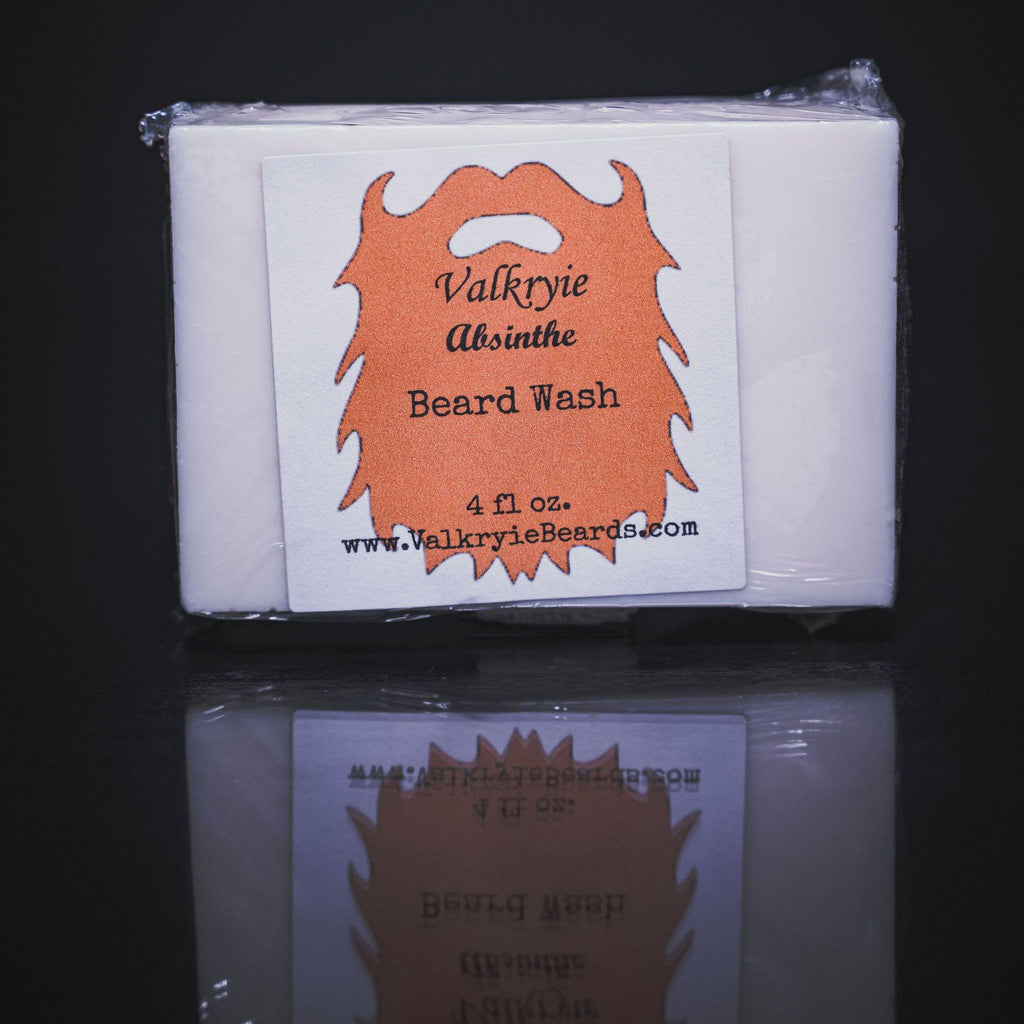 Valkryie
Absinthe
Beard Wash
4 fl oz.
www.ValkryieBeards.com